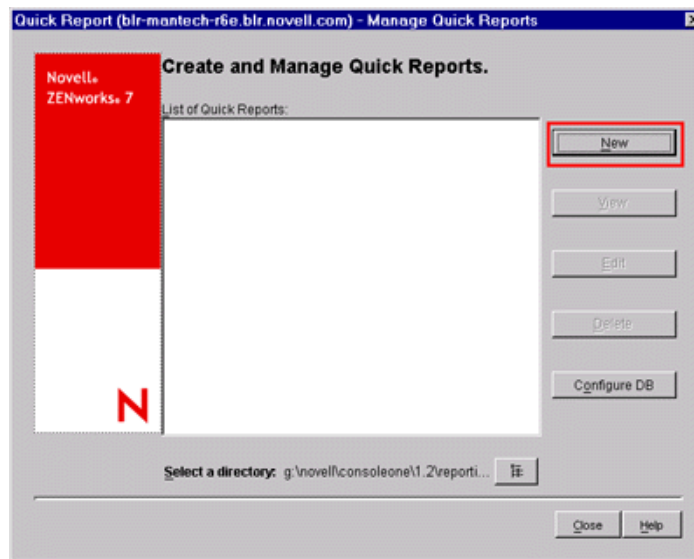 Quick Report (blr-mantech-r6e.blr.novell.com) - Manage Quick Reports
Novell®
ZENworks® 7
Create and Manage Quick Reports.
List of Quick Reports:
New
View
Edit
Delete
Configure DB
N
Select a directory: g:\novell\consoleone\1.2\reporti...
Close
Help